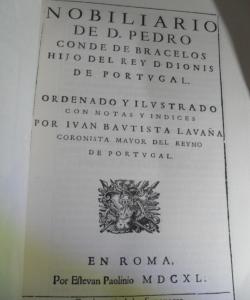 NOBILIARIO
DE D. PEDRO
CONDE DE BRACELOS
HIJO DEL REY D.DIONIS
DE PORTVGAL.
ORDENADO Y ILVSTRADO
CON NOTAS Y INDICES
POR IVAN BAVTISTA LAVAÑA
CORONISTA MAYOR DEL REYNO
DE PORTVGAL.
EN ROMA,
Por Estevan Paolinio MDCXL.